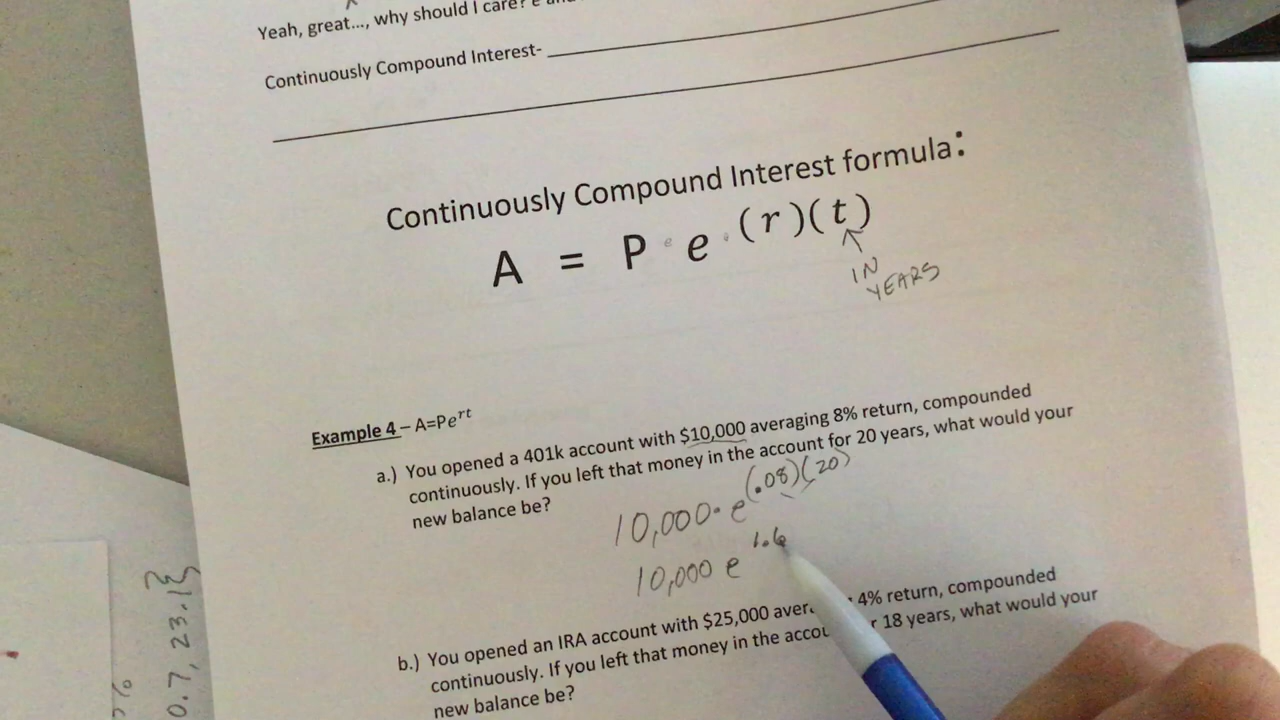 Yeah, great..., why should I care? e
Continuously Compound Interest-
Continuously Compound Interest formula:
A = P e (r)(t)
IN
YEARS
Example 4 – A=Pe^rt
a.) You opened a 401k account with $10,000 averaging 8% return, compounded
continuously. If you left that money in the account for 20 years, what would your
new balance be?
10,000 · e^(.08)(20)
10,000 e^1.6
b.) You opened an IRA account with $25,000 4% return, compounded
continuously. If you left that money in the 18 years, what would your
new balance be?
0.7, 23.1}
%